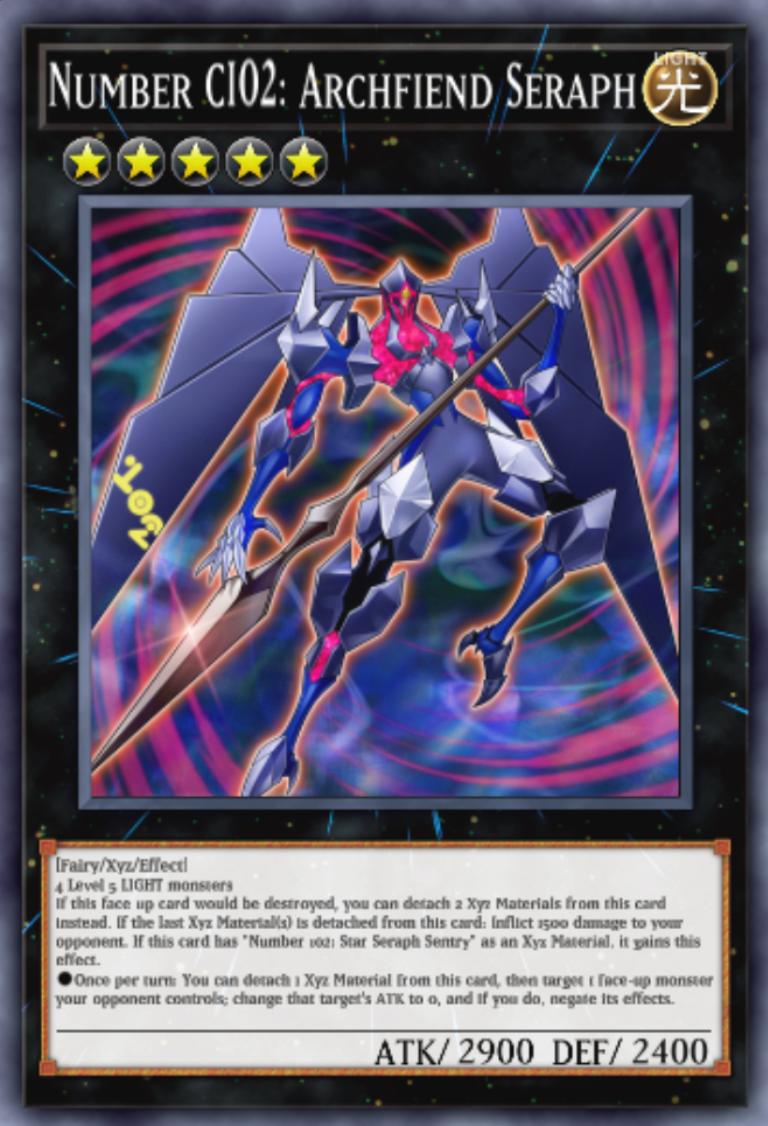 NUMBER C102: ARCHFIEND SERAPH
LIGHT
光
102
[Fairy/Xyz/Effect]
4 Level 5 LIGHT monsters
If this face up card would be destroyed, you can detach 2 Xyz Materials from this card
instead. If the last Xyz Material(s) is detached from this card: Inflict 1500 damage to your
opponent. If this card has "Number 102: Star Seraph Sentry" as an Xyz Material, it gains this
effect.
●Once per turn: You can detach 1 Xyz Material from this card, then target 1 face-up monster
your opponent controls; change that target's ATK to 0, and if you do, negate its effects.
ATK/ 2900 DEF/ 2400